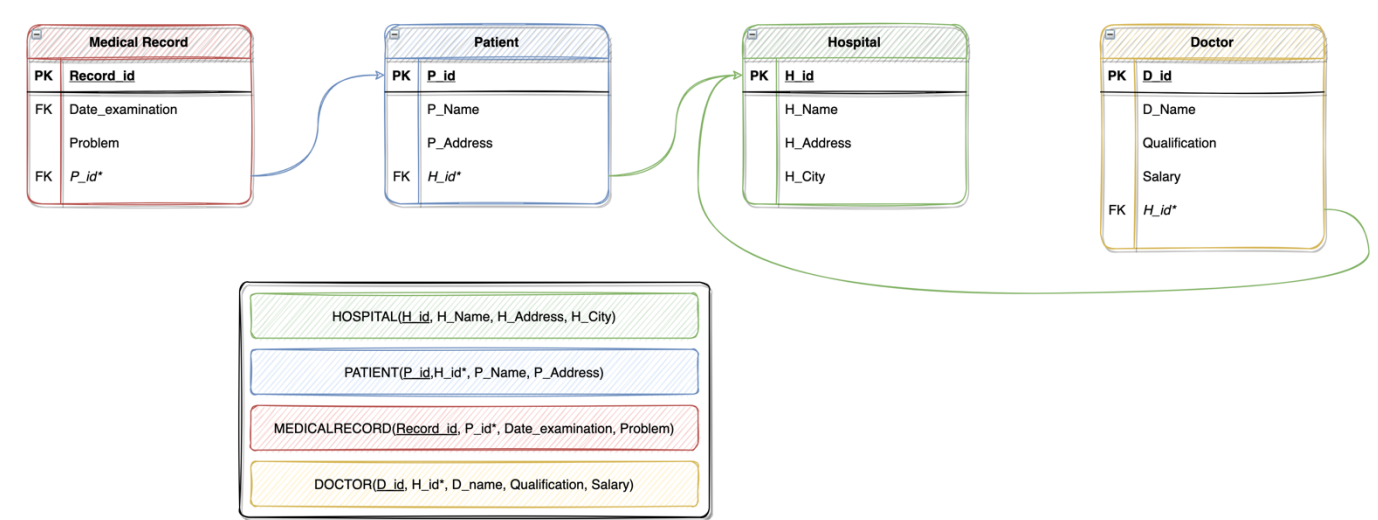 Medical Record
PK Record_id
FK Date_examination
Problem
FK P_id*
Patient
PK P_id
P_Name
P_Address
FK H_id*
Hospital
PK H_id
H_Name
H_Address
H_City
Doctor
PK D_id
D_Name
Qualification
Salary
FK H_id*
HOSPITAL(H_id, H_Name, H_Address, H_City)
PATIENT(P_id,H_id*, P_Name, P_Address)
MEDICALRECORD(Record_id, P_id*, Date_examination, Problem)
DOCTOR(D_id, H_id*, D_name, Qualification, Salary)